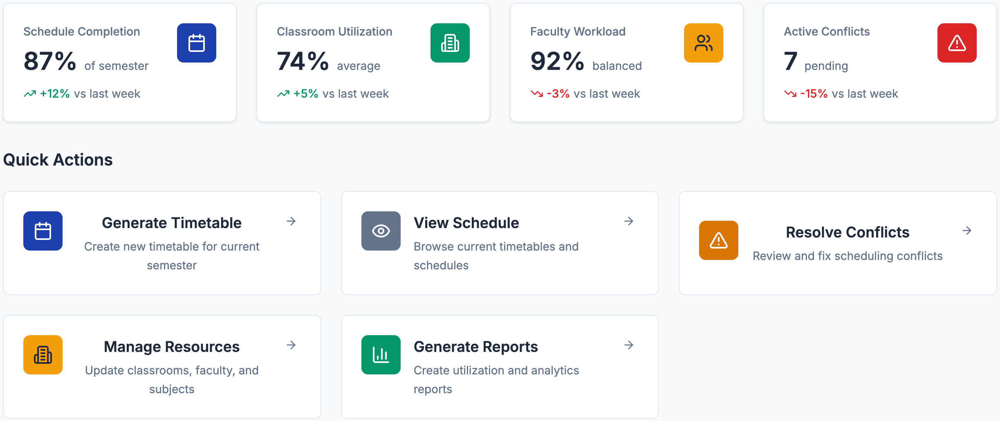 Schedule Completion
87% of semester
+12% vs last week
Classroom Utilization
74% average
+5% vs last week
Faculty Workload
92% balanced
-3% vs last week
Active Conflicts
7 pending
-15% vs last week
Quick Actions
Generate Timetable
Create new timetable for current
semester
View Schedule
Browse current timetables and
schedules
Resolve Conflicts
Review and fix scheduling conflicts
Manage Resources
Update classrooms, faculty, and
subjects
Generate Reports
Create utilization and analytics
reports